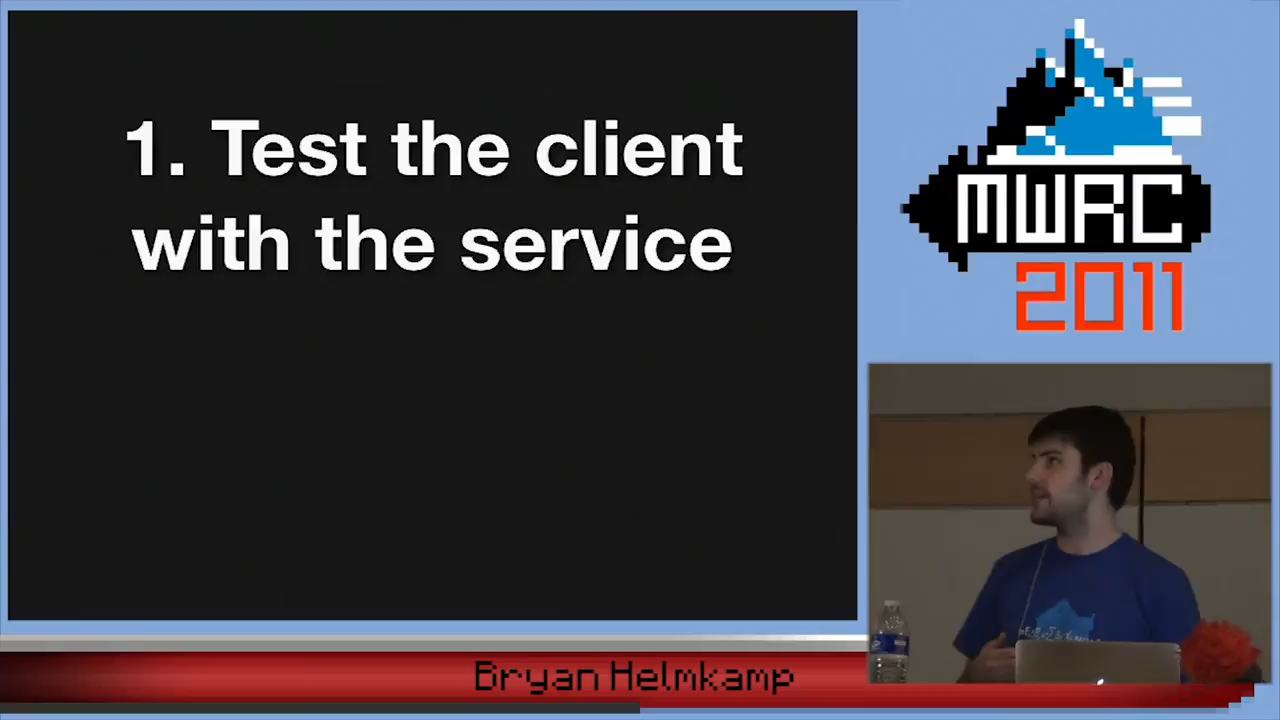 1. Test the client
with the service
MWRC
2011
Bryan Helmkamp